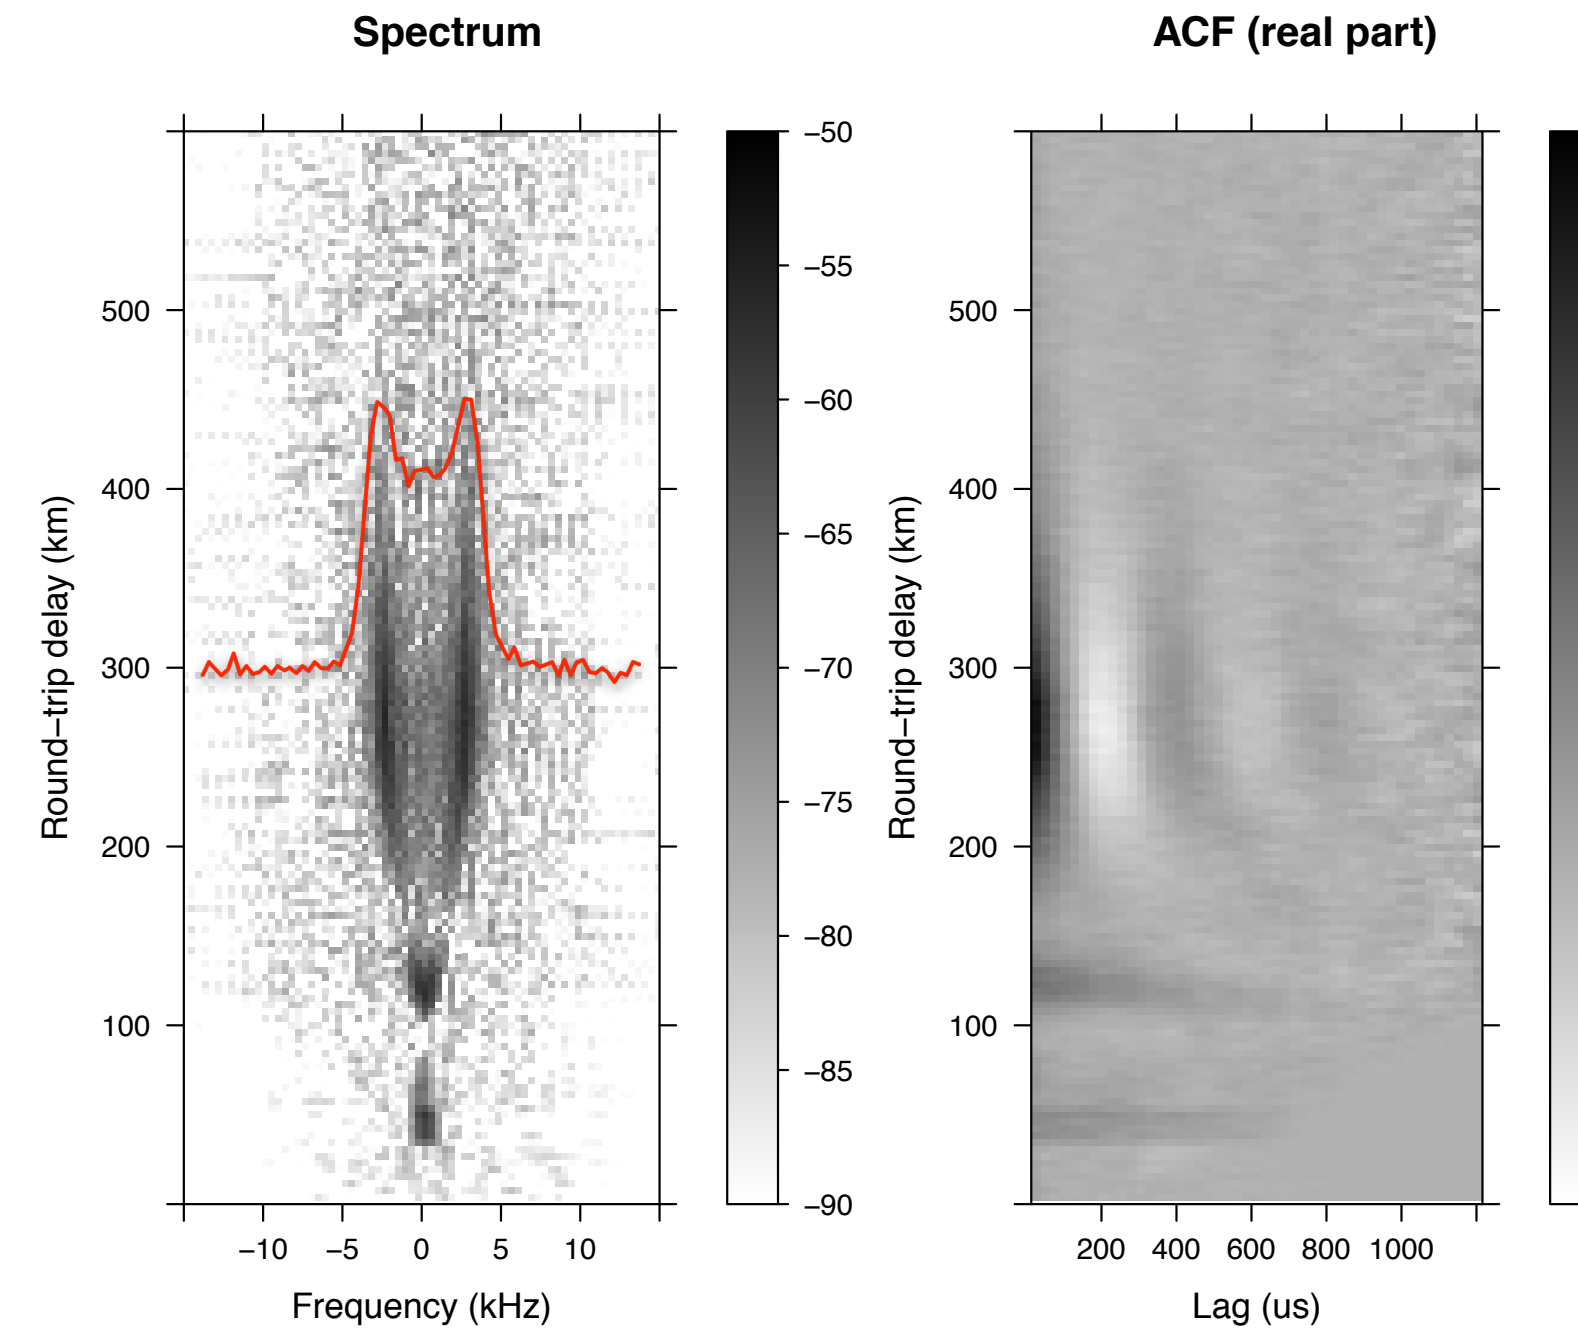 Spectrum
ACF (real part)
Round−trip delay (km)
500
400
300
200
100
−10 −5 0 5 10
Frequency (kHz)
−50
−55
−60
−65
−70
−75
−80
−85
−90
Round−trip delay (km)
500
400
300
200
100
200 400 600 800 1000
Lag (us)